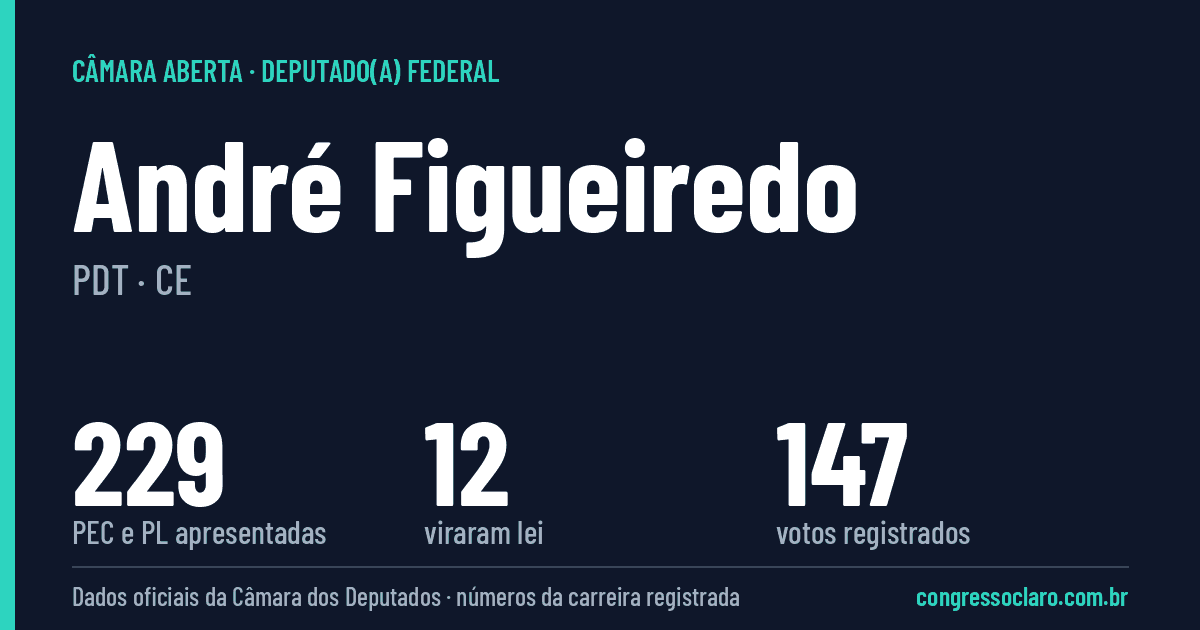 CÂMARA ABERTA · DEPUTADO(A) FEDERAL
André Figueiredo
PDT · CE
229 12 147
PEC e PL apresentadas viraram lei votos registrados
Dados oficiais da Câmara dos Deputados · números da carreira registrada congressoclaro.com.br